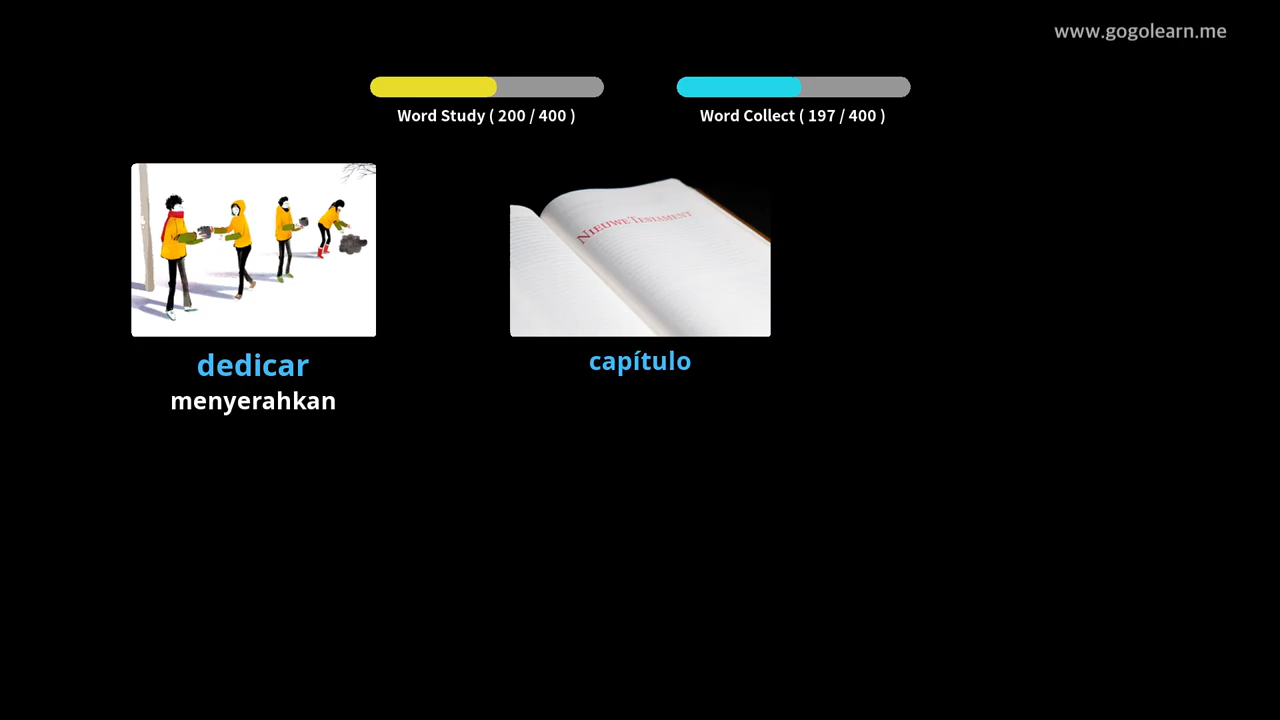 www.gogolearn.me
Word Study ( 200 / 400 )
Word Collect ( 197 / 400 )
NIEUWE TESTAMENT
dedicar
menyerahkan
capítulo